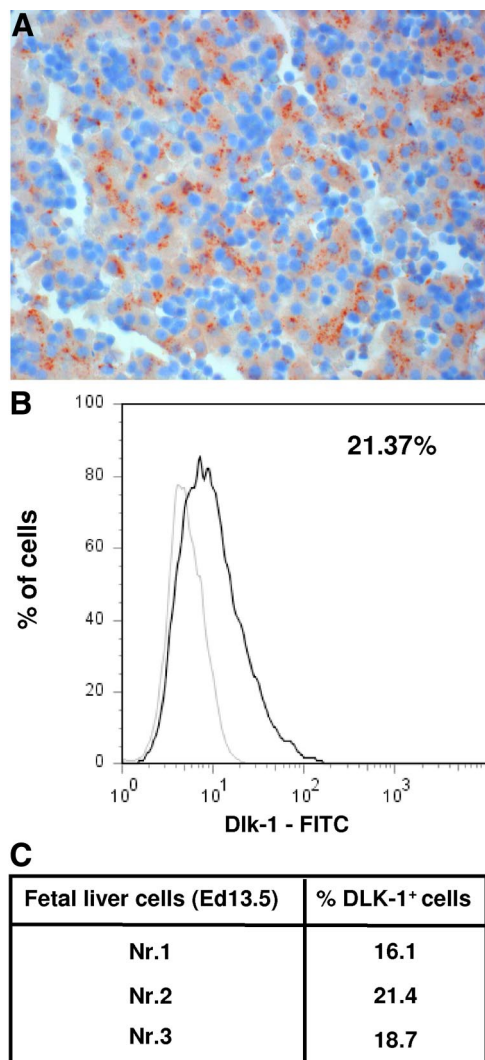 A
B
100
21.37%
80
60
40
20
0
% of cells
10^0 10^1 10^2 10^3
Dlk-1 - FITC
C
Fetal liver cells (Ed13.5) % DLK-1+ cells
Nr.1 16.1
Nr.2 21.4
Nr.3 18.7